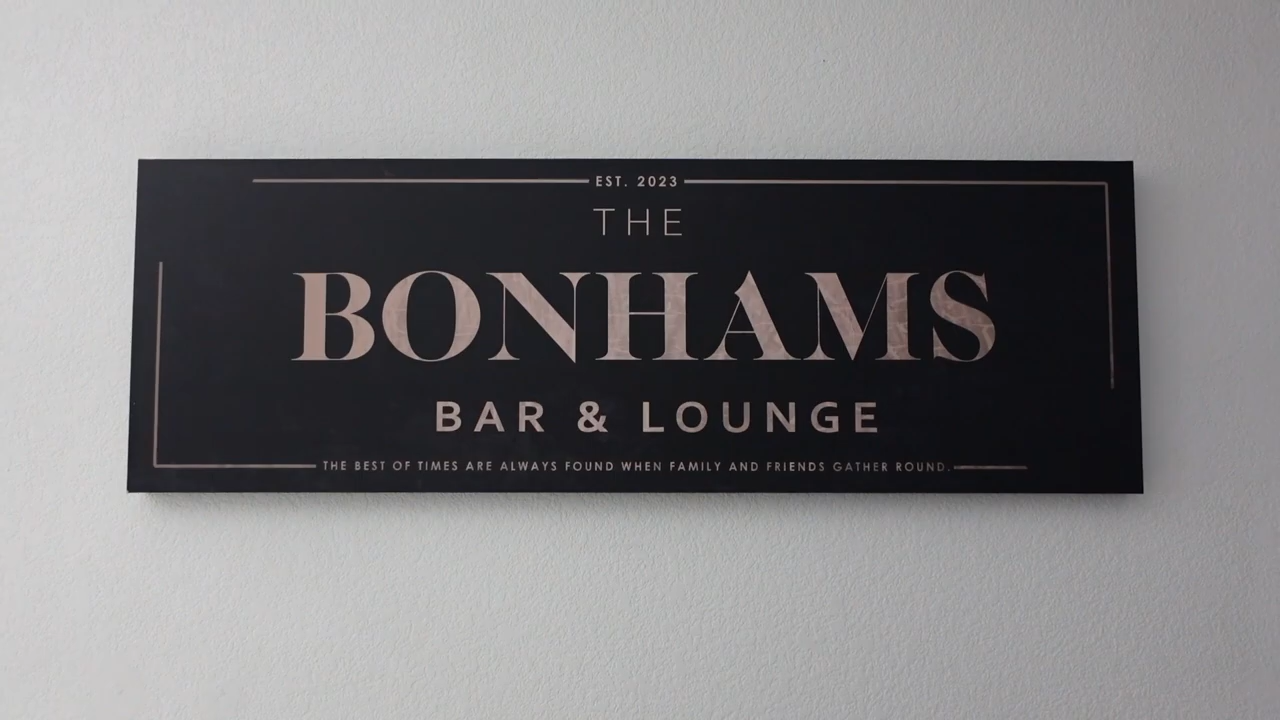 EST. 2023
THE
BONHAMS
BAR & LOUNGE
THE BEST OF TIMES ARE ALWAYS FOUND WHEN FAMILY AND FRIENDS GATHER ROUND.